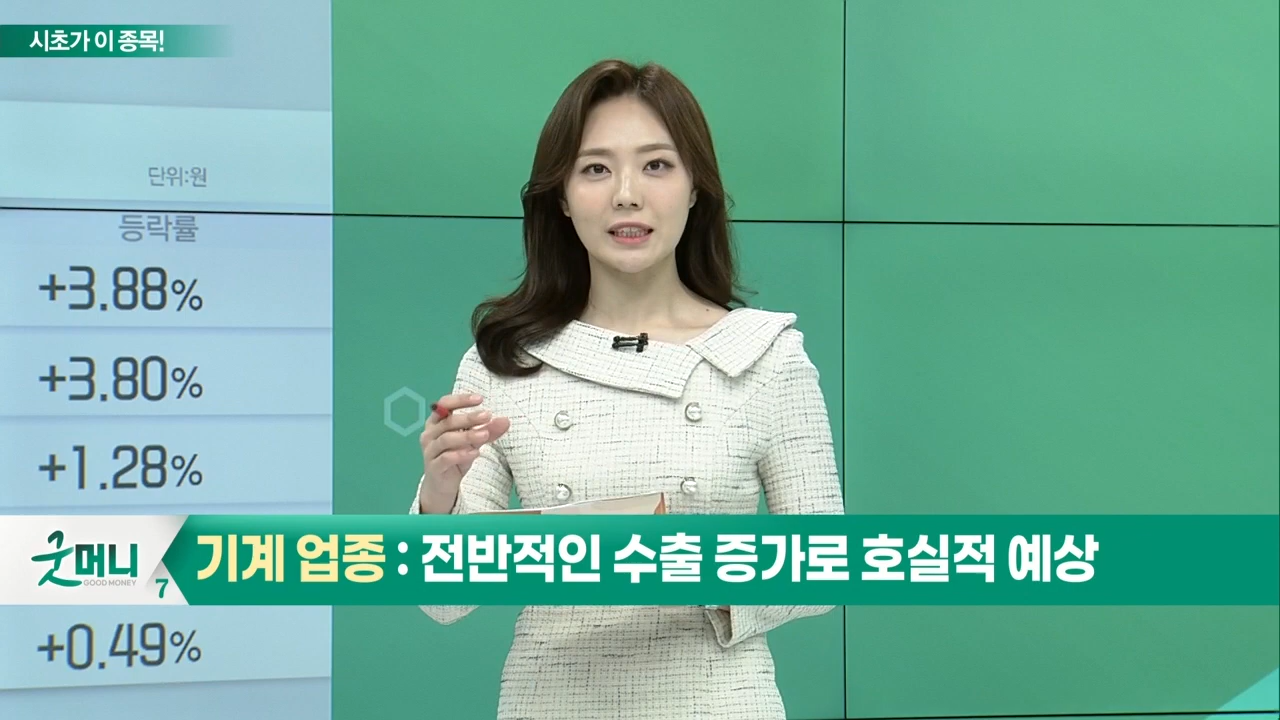 시초가 이 종목!
단위:원
등락률
+3.88%
+3.80%
+1.28%
굿머니
GOOD MONEY
7
기계 업종 : 전반적인 수출 증가로 호실적 예상
+0.49%